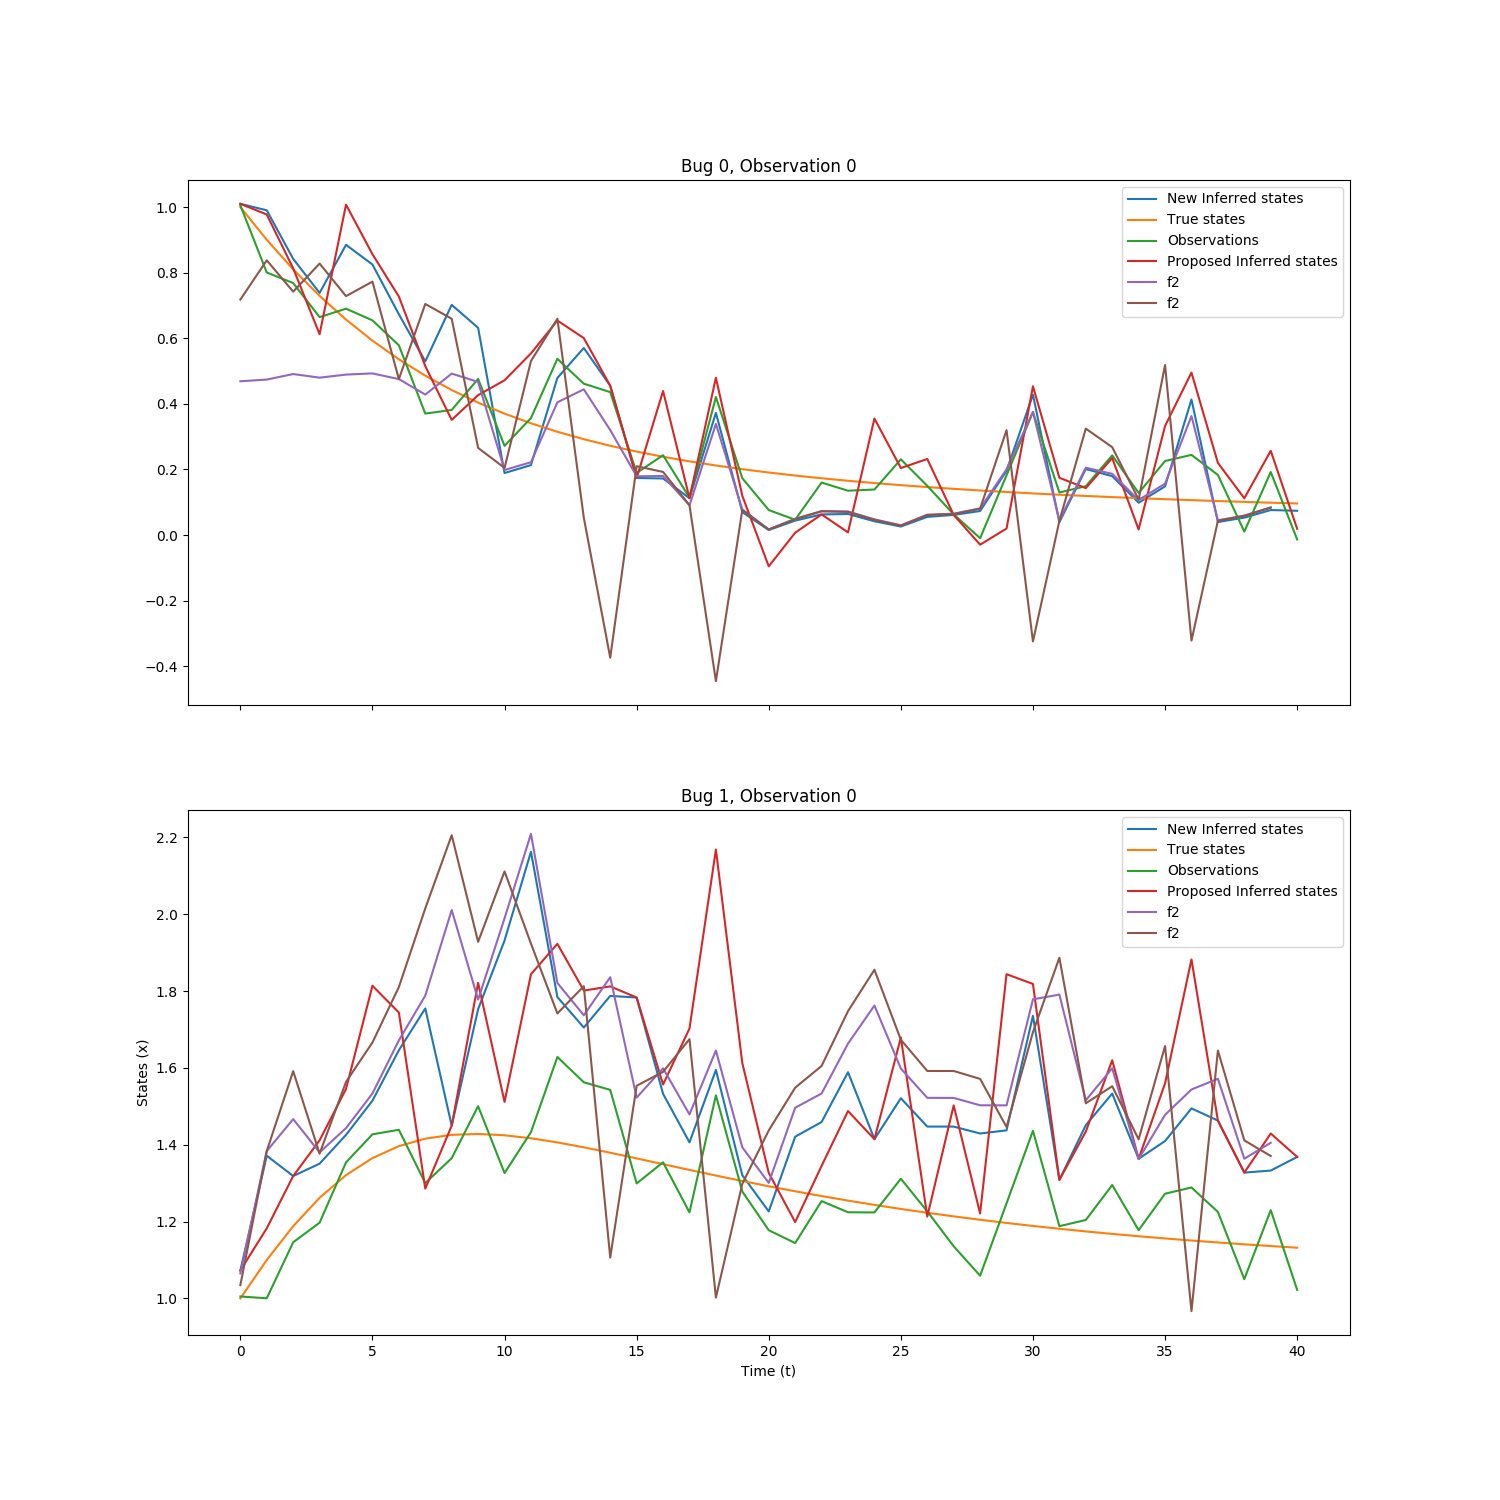 Bug 0, Observation 0
1.0
0.8
0.6
0.4
0.2
0.0
−0.2
−0.4
New Inferred states
True states
Observations
Proposed Inferred states
f2
f2
Bug 1, Observation 0
States (x)
2.2
2.0
1.8
1.6
1.4
1.2
1.0
New Inferred states
True states
Observations
Proposed Inferred states
f2
f2
0 5 10 15 20 25 30 35 40
Time (t)